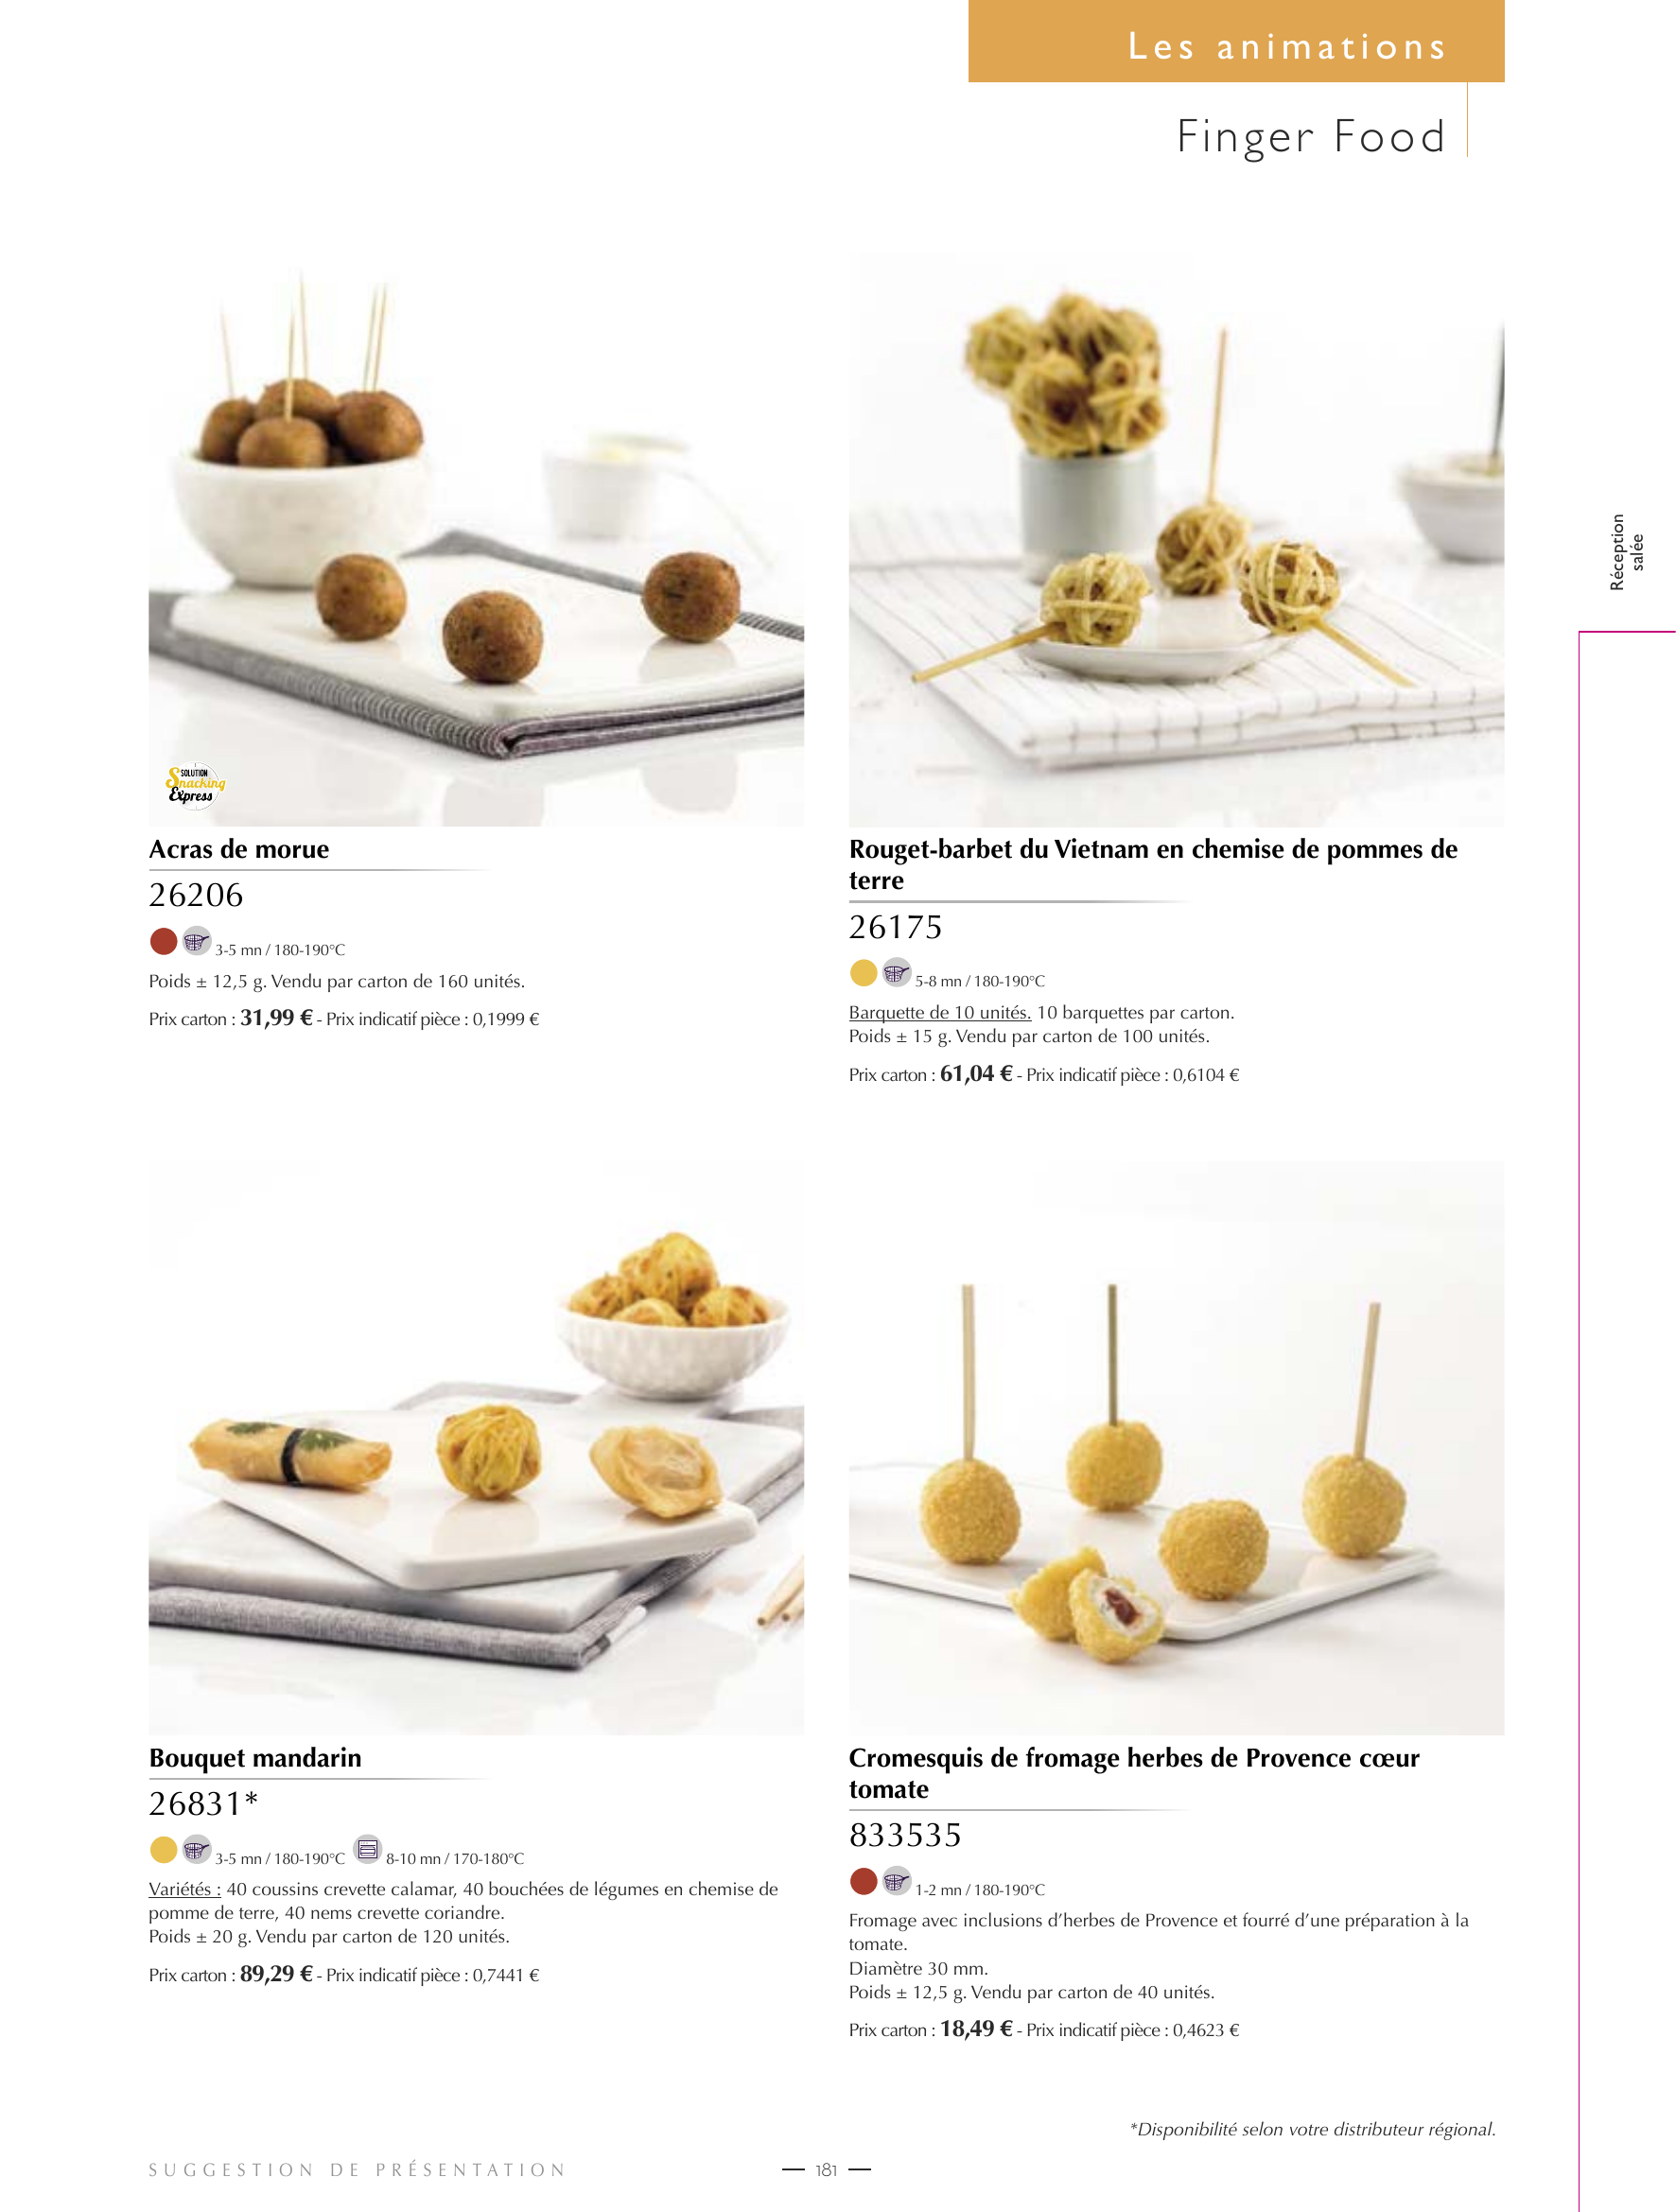 Les animations
Finger Food
Réception
salée
SOLUTION
Snacking
Express
Acras de morue
26206
3-5 mn / 180-190°C
Poids ± 12,5 g. Vendu par carton de 160 unités.
Prix carton : 31,99 € - Prix indicatif pièce : 0,1999 €
Rouget-barbet du Vietnam en chemise de pommes de
terre
26175
5-8 mn / 180-190°C
Barquette de 10 unités. 10 barquettes par carton.
Poids ± 15 g. Vendu par carton de 100 unités.
Prix carton : 61,04 € - Prix indicatif pièce : 0,6104 €
Bouquet mandarin
26831*
3-5 mn / 180-190°C 8-10 mn / 170-180°C
Variétés : 40 coussins crevette calamar, 40 bouchées de légumes en chemise de
pomme de terre, 40 nems crevette coriandre.
Poids ± 20 g. Vendu par carton de 120 unités.
Prix carton : 89,29 € - Prix indicatif pièce : 0,7441 €
Cromesquis de fromage herbes de Provence cœur
tomate
833535
1-2 mn / 180-190°C
Fromage avec inclusions d’herbes de Provence et fourré d’une préparation à la
tomate.
Diamètre 30 mm.
Poids ± 12,5 g. Vendu par carton de 40 unités.
Prix carton : 18,49 € - Prix indicatif pièce : 0,4623 €
*Disponibilité selon votre distributeur régional.
SUGGESTION DE PRÉSENTATION
181